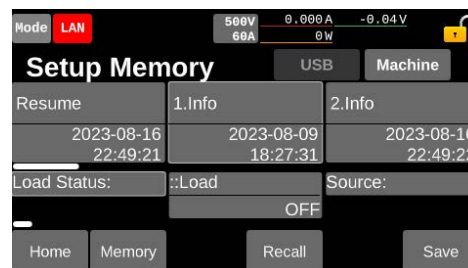 Mode LAN 500V 0.000A -0.04V
60A 0W
Setup Memory USB Machine
Resume 1.Info 2.Info
2023-08-16 2023-08-09
22:49:21 18:27:31
Load Status: ::Load Source:
OFF
Home Memory Recall Save